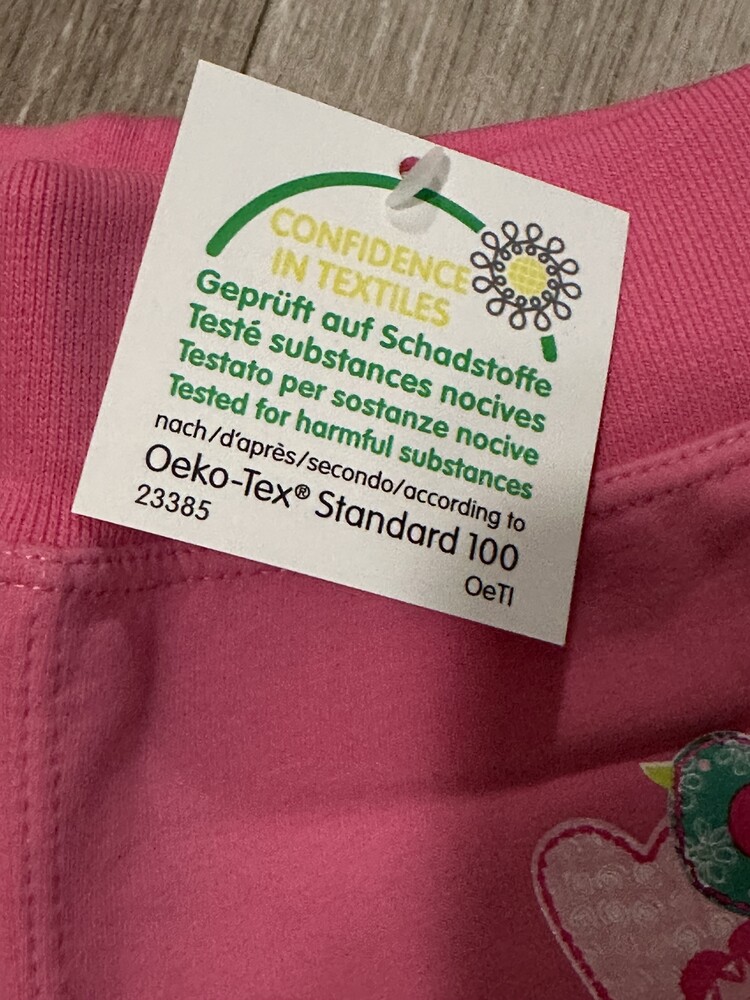 CONFIDENCE
IN TEXTILES
Geprüft auf Schadstoffe
Testé substances nocives
Testato per sostanze nocive
Tested for harmful substances
nach/d'après/secondo/according to
Oeko-Tex® Standard 100
23385
OeTI